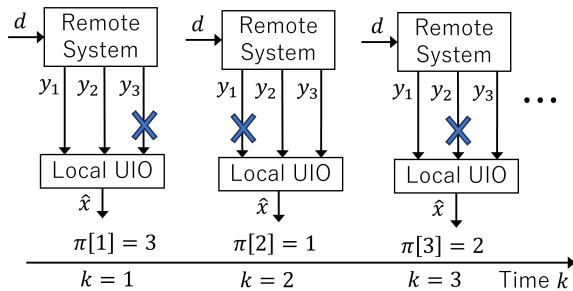 d Remote System
y₁ y₂ y₃
Local UIO
x̂
π[1] = 3
k = 1
d Remote System
y₁ y₂ y₃
Local UIO
x̂
π[2] = 1
k = 2
d Remote System
y₁ y₂ y₃
Local UIO
x̂
π[3] = 2
k = 3
...
Time k